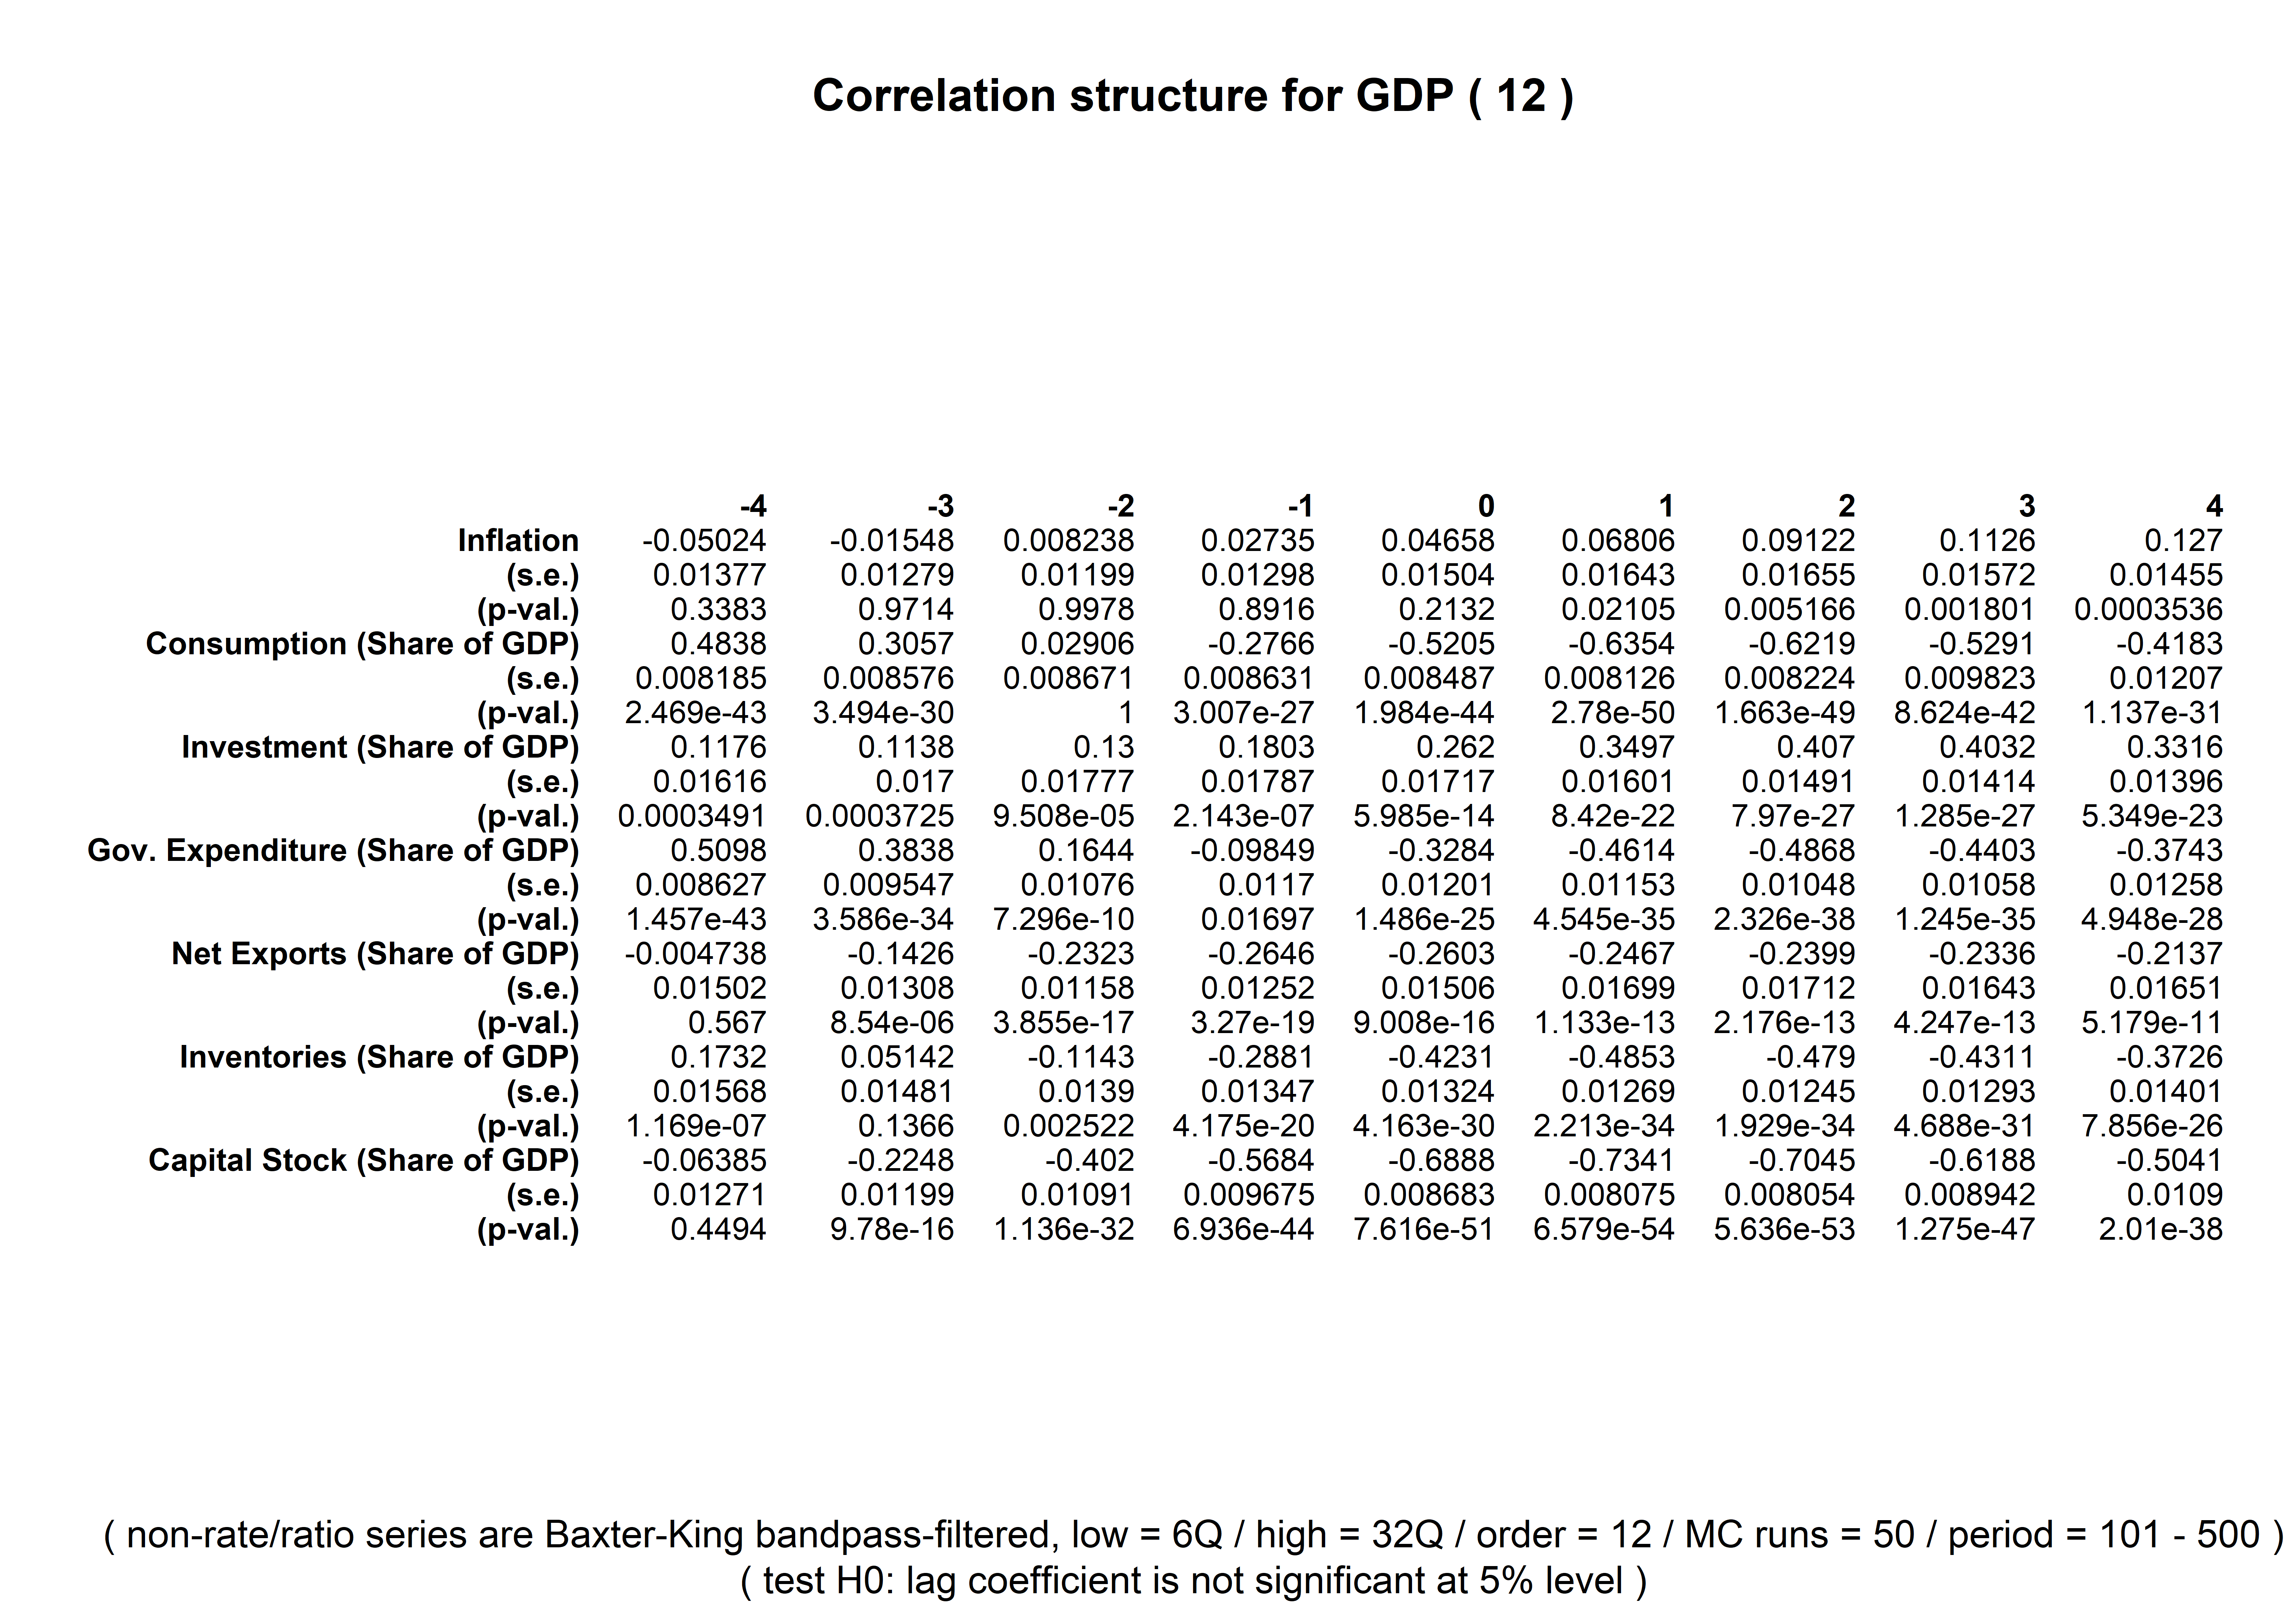 Correlation structure for GDP ( 12 )
-4 -3 -2 -1 0 1 2 3 4
Inflation -0.05024 -0.01548 0.008238 0.02735 0.04658 0.06806 0.09122 0.1126 0.127
(s.e.) 0.01377 0.01279 0.01199 0.01298 0.01504 0.01643 0.01655 0.01572 0.01455
(p-val.) 0.3383 0.9714 0.9978 0.8916 0.2132 0.02105 0.005166 0.001801 0.0003536
Consumption (Share of GDP) 0.4838 0.3057 0.02906 -0.2766 -0.5205 -0.6354 -0.6219 -0.5291 -0.4183
(s.e.) 0.008185 0.008576 0.008671 0.008631 0.008487 0.008126 0.008224 0.009823 0.01207
(p-val.) 2.469e-43 3.494e-30 1 3.007e-27 1.984e-44 2.78e-50 1.663e-49 8.624e-42 1.137e-31
Investment (Share of GDP) 0.1176 0.1138 0.13 0.1803 0.262 0.3497 0.407 0.4032 0.3316
(s.e.) 0.01616 0.017 0.01777 0.01787 0.01717 0.01601 0.01491 0.01414 0.01396
(p-val.) 0.0003491 0.0003725 9.508e-05 2.143e-07 5.985e-14 8.42e-22 7.97e-27 1.285e-27 5.349e-23
Gov. Expenditure (Share of GDP) 0.5098 0.3838 0.1644 -0.09849 -0.3284 -0.4614 -0.4868 -0.4403 -0.3743
(s.e.) 0.008627 0.009547 0.01076 0.0117 0.01201 0.01153 0.01048 0.01058 0.01258
(p-val.) 1.457e-43 3.586e-34 7.296e-10 0.01697 1.486e-25 4.545e-35 2.326e-38 1.245e-35 4.948e-28
Net Exports (Share of GDP) -0.004738 -0.1426 -0.2323 -0.2646 -0.2603 -0.2467 -0.2399 -0.2336 -0.2137
(s.e.) 0.01502 0.01308 0.01158 0.01252 0.01506 0.01699 0.01712 0.01643 0.01651
(p-val.) 0.567 8.54e-06 3.855e-17 3.27e-19 9.008e-16 1.133e-13 2.176e-13 4.247e-13 5.179e-11
Inventories (Share of GDP) 0.1732 0.05142 -0.1143 -0.2881 -0.4231 -0.4853 -0.479 -0.4311 -0.3726
(s.e.) 0.01568 0.01481 0.0139 0.01347 0.01324 0.01269 0.01245 0.01293 0.01401
(p-val.) 1.169e-07 0.1366 0.002522 4.175e-20 4.163e-30 2.213e-34 1.929e-34 4.688e-31 7.856e-26
Capital Stock (Share of GDP) -0.06385 -0.2248 -0.402 -0.5684 -0.6888 -0.7341 -0.7045 -0.6188 -0.5041
(s.e.) 0.01271 0.01199 0.01091 0.009675 0.008683 0.008075 0.008054 0.008942 0.0109
(p-val.) 0.4494 9.78e-16 1.136e-32 6.936e-44 7.616e-51 6.579e-54 5.636e-53 1.275e-47 2.01e-38
( non-rate/ratio series are Baxter-King bandpass-filtered, low = 6Q / high = 32Q / order = 12 / MC runs = 50 / period = 101 - 500 )
( test H0: lag coefficient is not significant at 5% level )